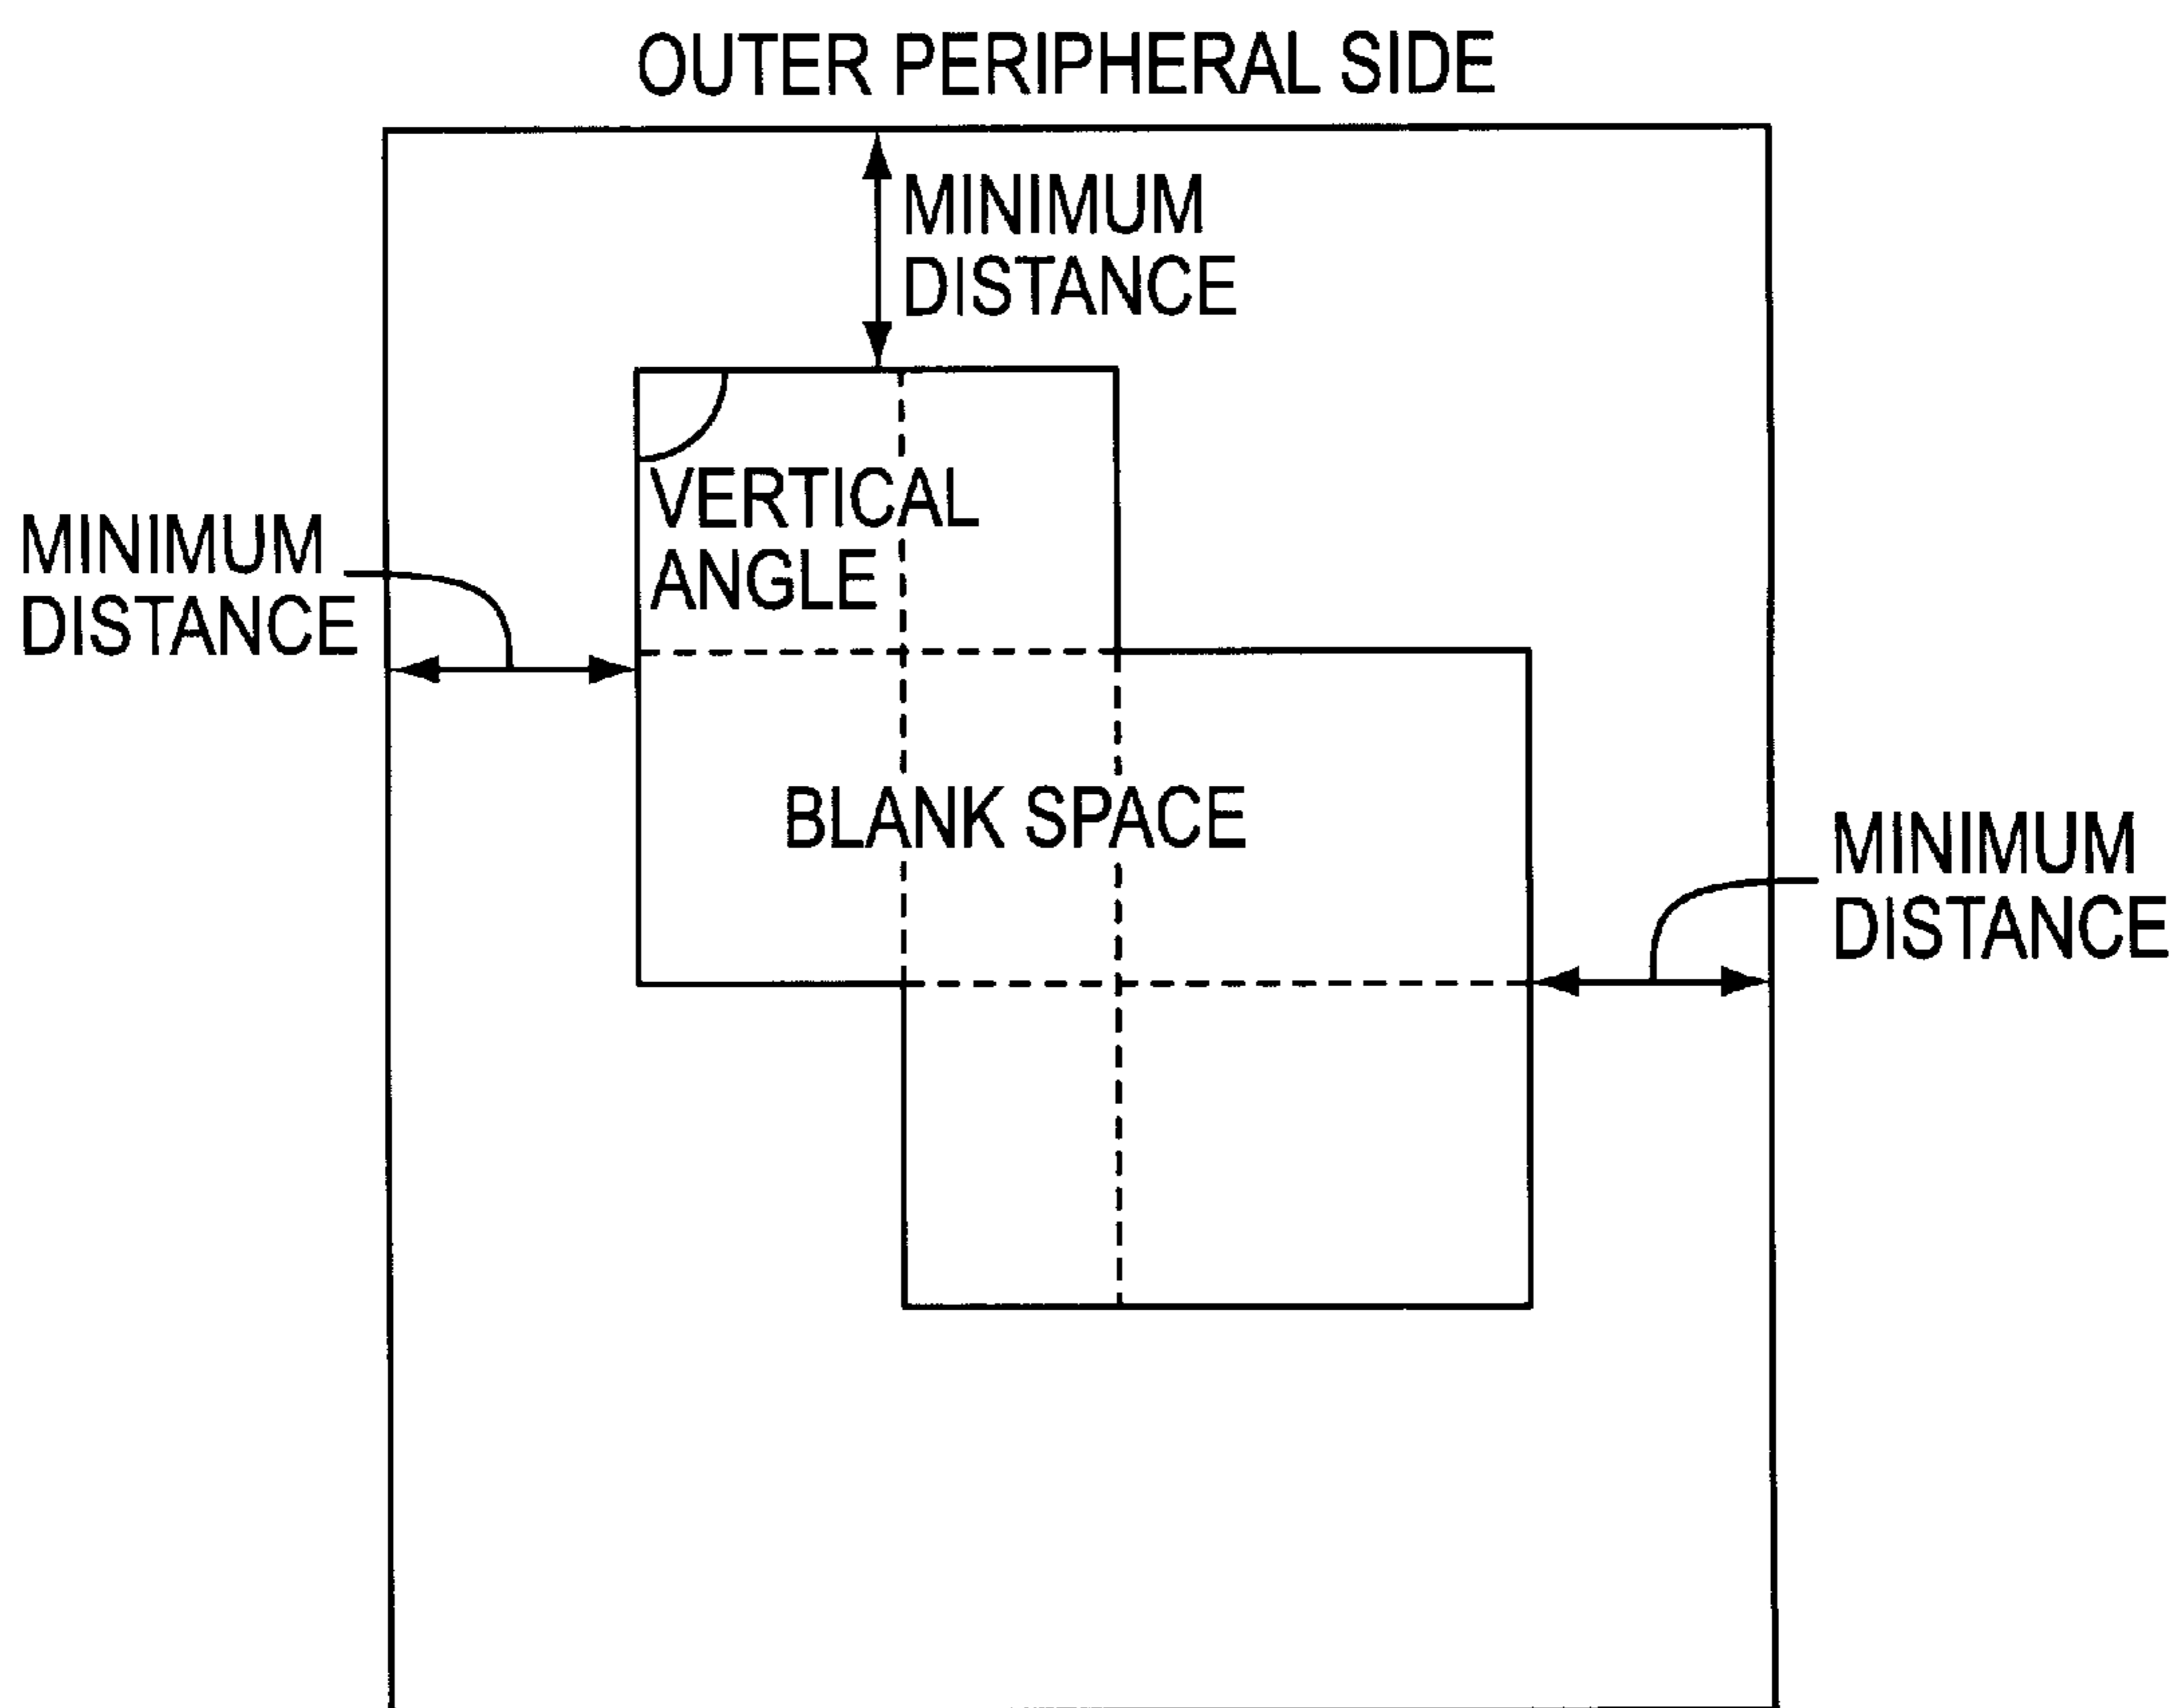 OUTER PERIPHERAL SIDE
MINIMUM
DISTANCE
VERTICAL
ANGLE
MINIMUM
DISTANCE
BLANK SPACE
MINIMUM
DISTANCE